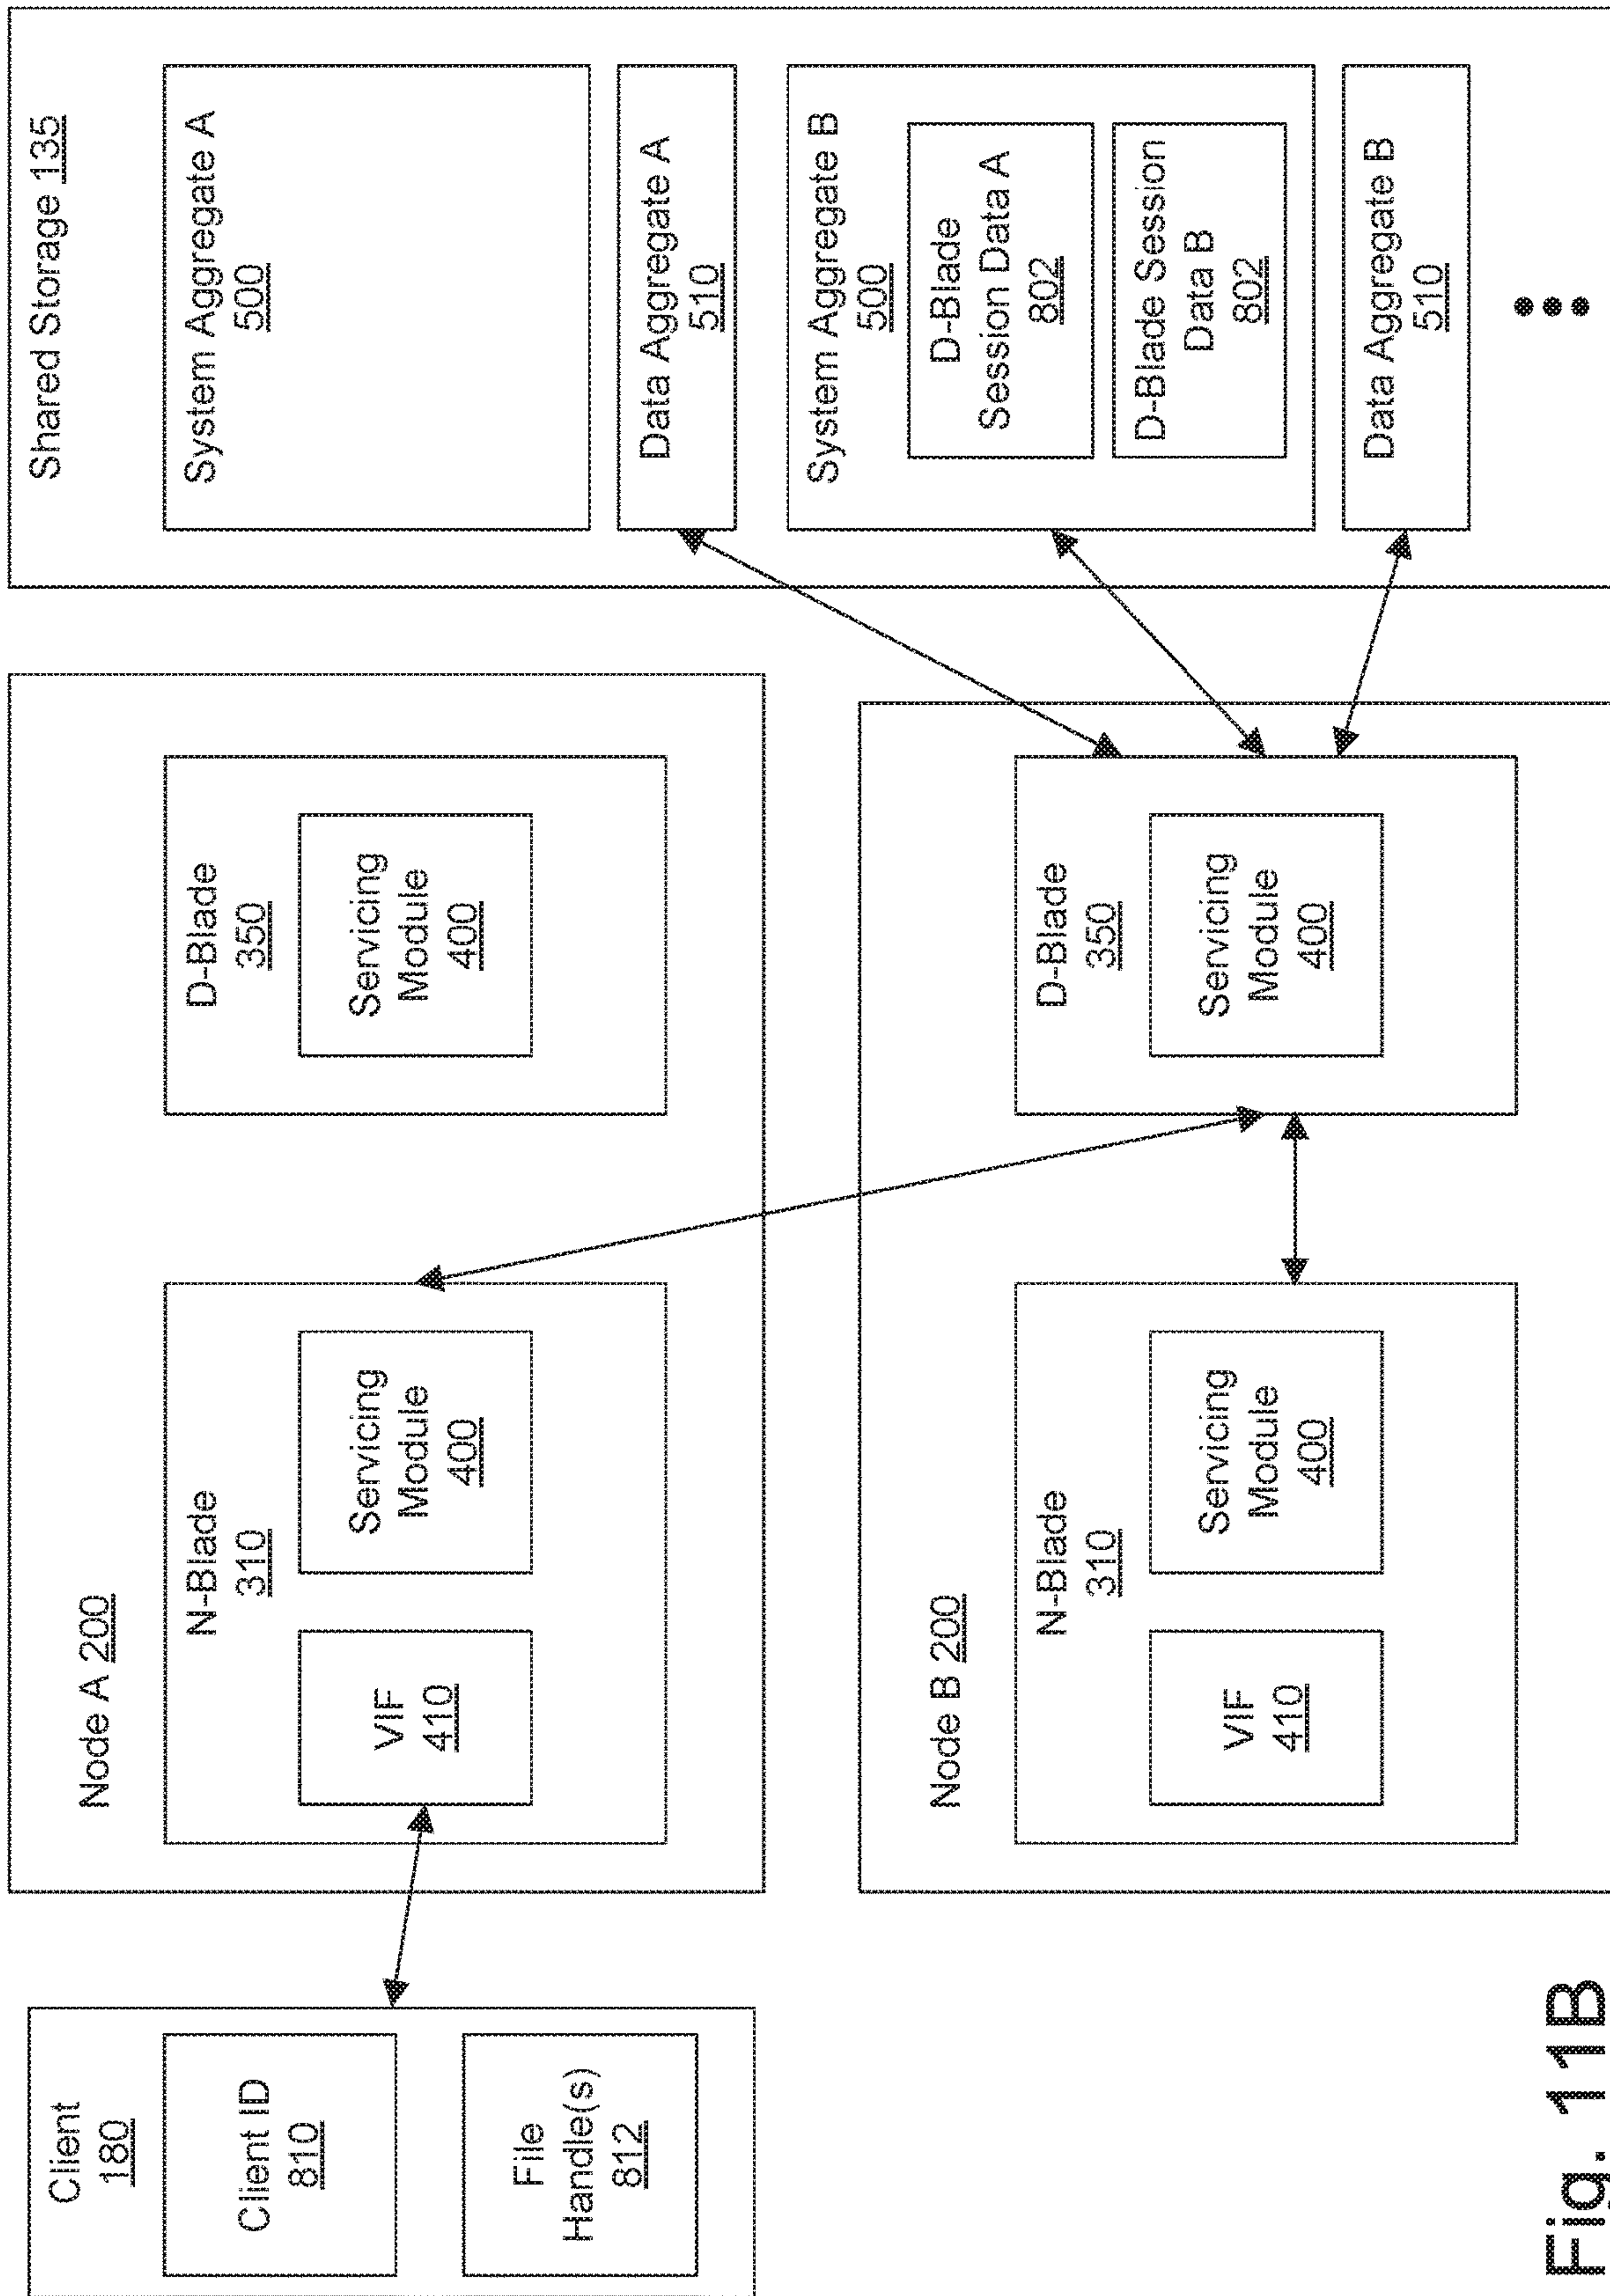 Client
180
Client ID
810
File
Handle(s)
812
Node A 200
N-Blade
310
VIF
410
Servicing
Module
400
D-Blade
350
Servicing
Module
400
Node B 200
N-Blade
310
VIF
410
Servicing
Module
400
D-Blade
350
Servicing
Module
400
Shared Storage 135
System Aggregate A
500
Data Aggregate A
510
System Aggregate B
500
D-Blade
Session Data A
802
D-Blade Session
Data B
802
Data Aggregate B
510
Fig. 11B